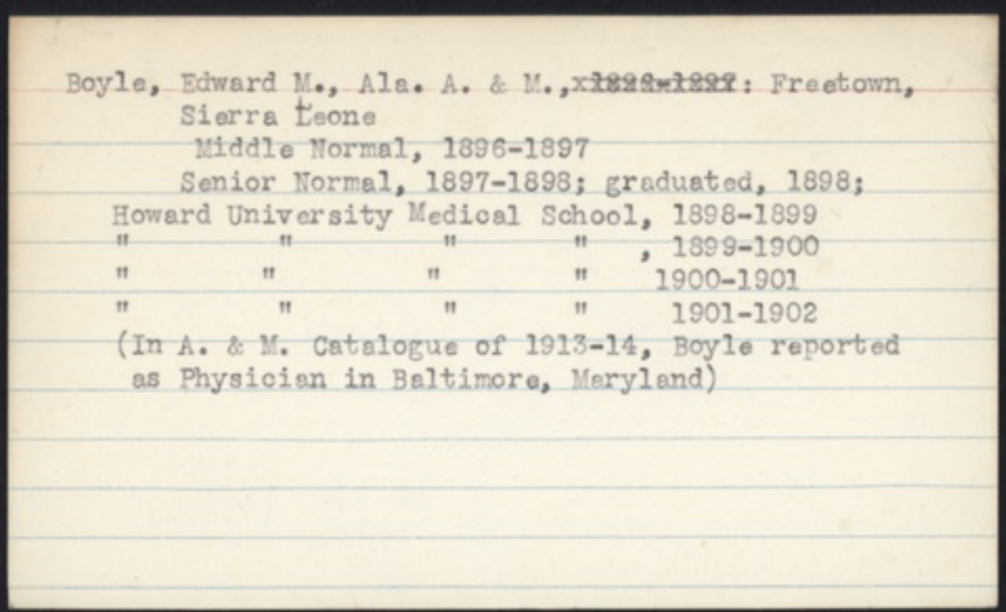 Boyle, Edward M., Ala. A. & M.,: Freetown,
Sierra Leone
Middle Normal, 1896-1897
Senior Normal, 1897-1898; graduated, 1898;
Howard University Medical School, 1898-1899
" " " " , 1899-1900
" " " " 1900-1901
" " " " 1901-1902
(In A. & M. Catalogue of 1913-14, Boyle reported
as Physician in Baltimore, Maryland)